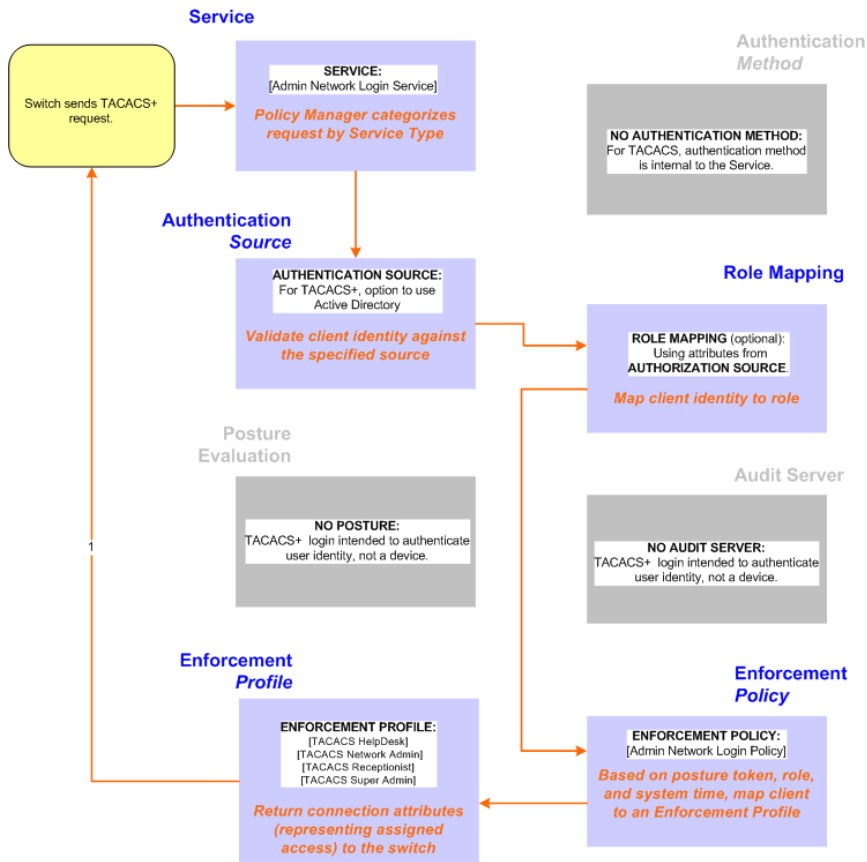 Service
Switch sends TACACS+
request.
SERVICE:
[Admin Network Login Service]
Policy Manager categorizes
request by Service Type
Authentication
Method
NO AUTHENTICATION METHOD:
For TACACS, authentication method
is internal to the Service.
Authentication
Source
AUTHENTICATION SOURCE:
For TACACS+, option to use
Active Directory
Validate client identity against
the specified source
Role Mapping
ROLE MAPPING (optional):
Using attributes from
AUTHORIZATION SOURCE.
Map client identity to role
Posture
Evaluation
NO POSTURE:
TACACS+ login intended to authenticate
user identity, not a device.
Audit Server
NO AUDIT SERVER:
TACACS+ login intended to authenticate
user identity, not a device.
1
Enforcement
Profile
ENFORCEMENT PROFILE:
[TACACS HelpDesk]
[TACACS Network Admin]
[TACACS Receptionist]
[TACACS Super Admin]
Return connection attributes
(representing assigned
access) to the switch
Enforcement
Policy
ENFORCEMENT POLICY:
[Admin Network Login Policy]
Based on posture token, role,
and system time, map client
to an Enforcement Profile